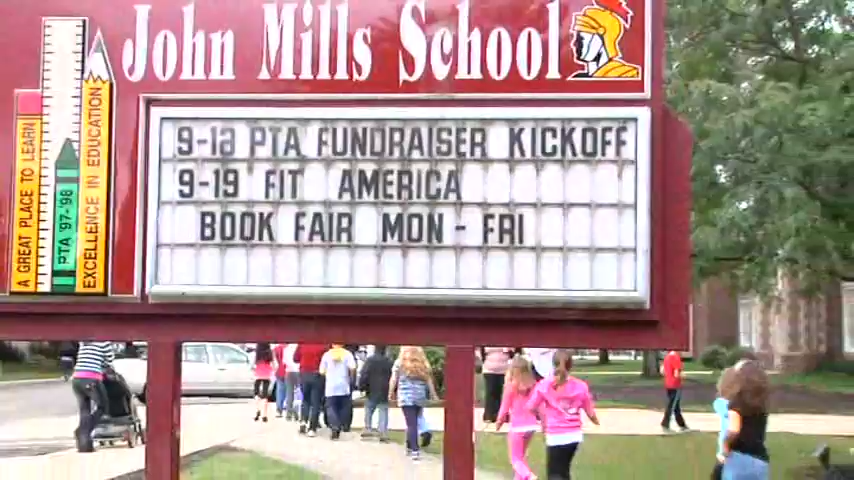 John Mills School
A GREAT PLACE TO LEARN
PTA '97-'98
EXCELLENCE IN EDUCATION
9-13 PTA FUNDRAISER KICKOFF
9-19 FIT AMERICA
BOOK FAIR MON - FRI